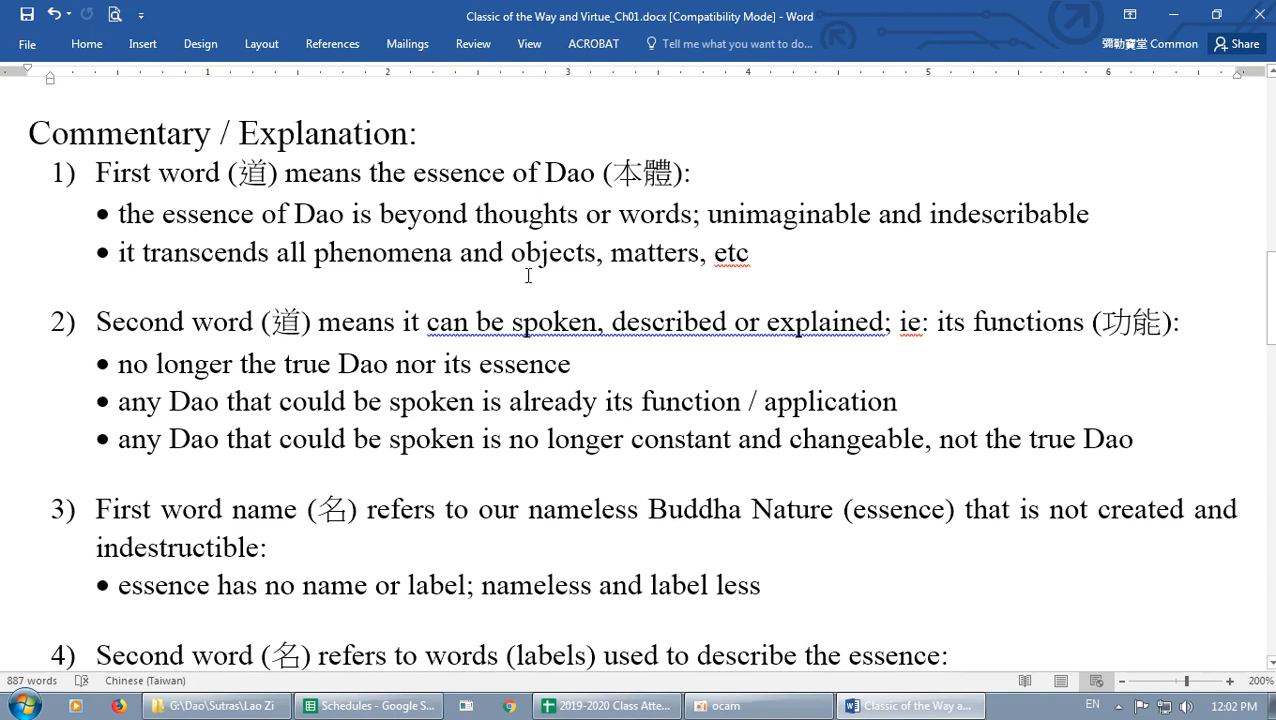 Classic of the Way and Virtue_Ch01.docx [Compatibility Mode] - Word
File Home Insert Design Layout References Mailings Review View ACROBAT Tell me what you want to do... 彌勒寶堂 Common Share
1 2 3 4 5 6
Commentary / Explanation:
1) First word (道) means the essence of Dao (本體):
• the essence of Dao is beyond thoughts or words; unimaginable and indescribable
• it transcends all phenomena and objects, matters, etc
2) Second word (道) means it can be spoken, described or explained; ie: its functions (功能):
• no longer the true Dao nor its essence
• any Dao that could be spoken is already its function / application
• any Dao that could be spoken is no longer constant and changeable, not the true Dao
3) First word name (名) refers to our nameless Buddha Nature (essence) that is not created and
indestructible:
• essence has no name or label; nameless and label less
4) Second word (名) refers to words (labels) used to describe the essence:
887 words Chinese (Taiwan) 200%
G:\Dao\Sutras\Lao Zi Schedules - Google S... 2019-2020 Class Atte... ocam Classic of the Way a... EN 12:02 PM